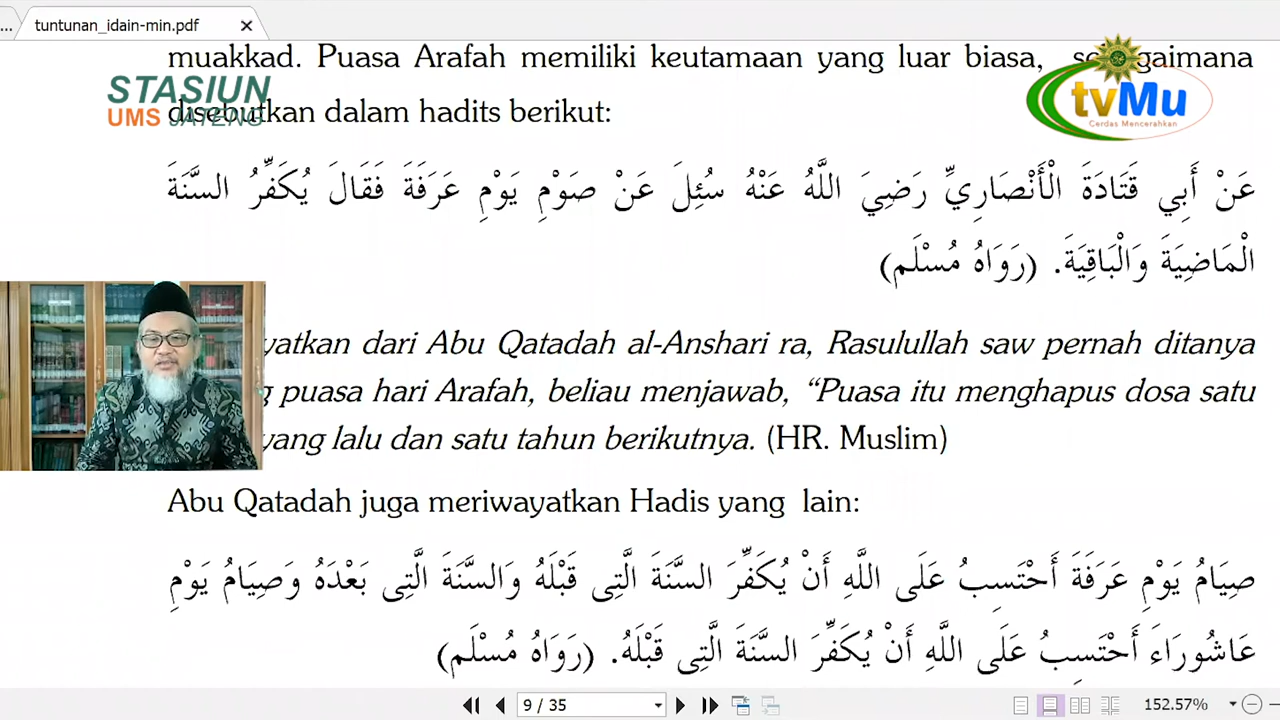 ... tuntunan_idain-min.pdf
muakkad. Puasa Arafah memiliki keutamaan yang luar biasa,
STASIUN
UMS JATENG
tvMu
Cerdas Mencerahkan
disebutkan dalam hadits berikut:
عَنْ أَبِي قَتَادَةَ الْأَنْصَارِيِّ رَضِيَ اللَّهُ عَنْهُ سُئِلَ عَنْ صَوْمِ يَوْمِ عَرَفَةَ فَقَالَ يُكَفِّرُ السَّنَةَ
الْمَاضِيَةَ وَالْبَاقِيَةَ. (رَوَاهُ مُسْلَم)
yatkan dari Abu Qatadah al-Anshari ra, Rasulullah saw pernah ditanya
g puasa hari Arafah, beliau menjawab, “Puasa itu menghapus dosa satu
yang lalu dan satu tahun berikutnya. (HR. Muslim)
Abu Qatadah juga meriwayatkan Hadis yang lain:
صِيَامُ يَوْمِ عَرَفَةَ أَحْتَسِبُ عَلَى اللَّهِ أَنْ يُكَفِّرَ السَّنَةَ الَّتِى قَبْلَهُ وَالسَّنَةَ الَّتِى بَعْدَهُ وَصِيَامُ يَوْمِ
عَاشُورَاءَ أَحْتَسِبُ عَلَى اللَّهِ أَنْ يُكَفِّرَ السَّنَةَ الَّتِى قَبْلَهُ. (رَوَاهُ مُسْلَم)
9 / 35
152.57%